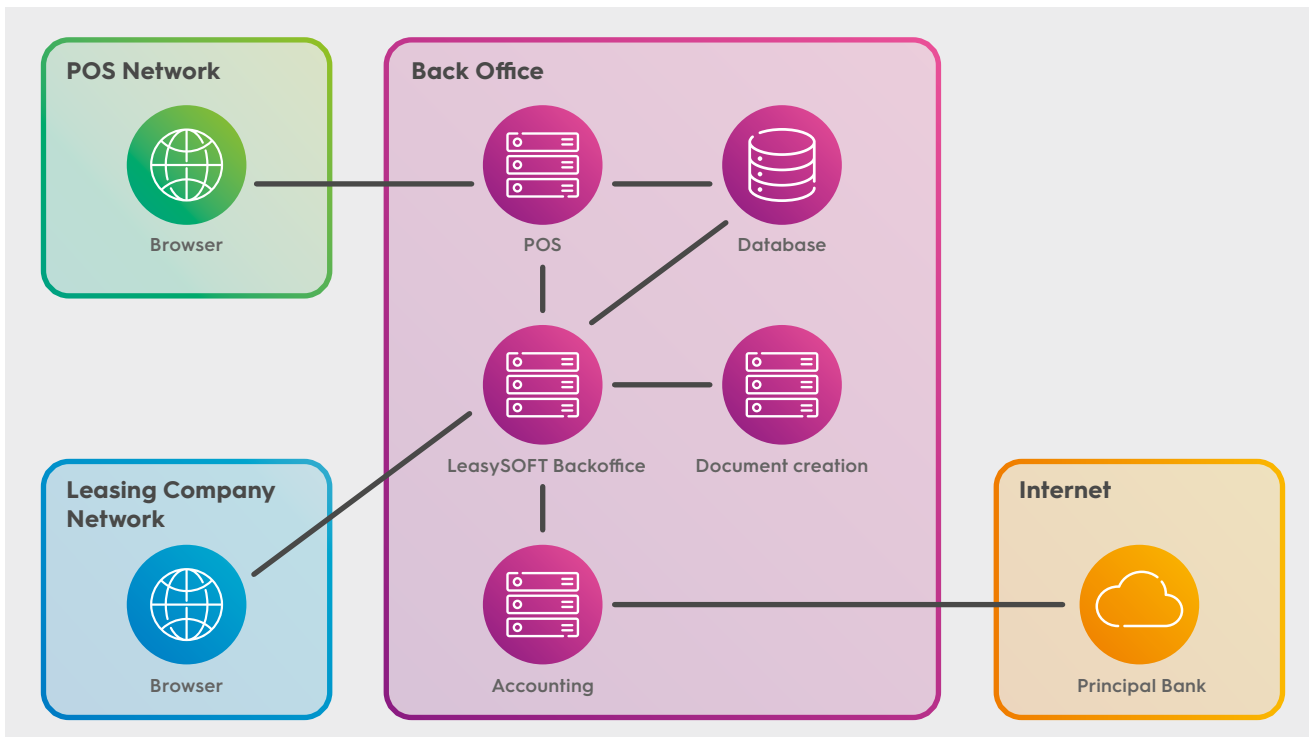 POS Network
Browser
Back Office
POS
Database
LeasySOFT Backoffice
Document creation
Accounting
Leasing Company
Network
Browser
Internet
Principal Bank